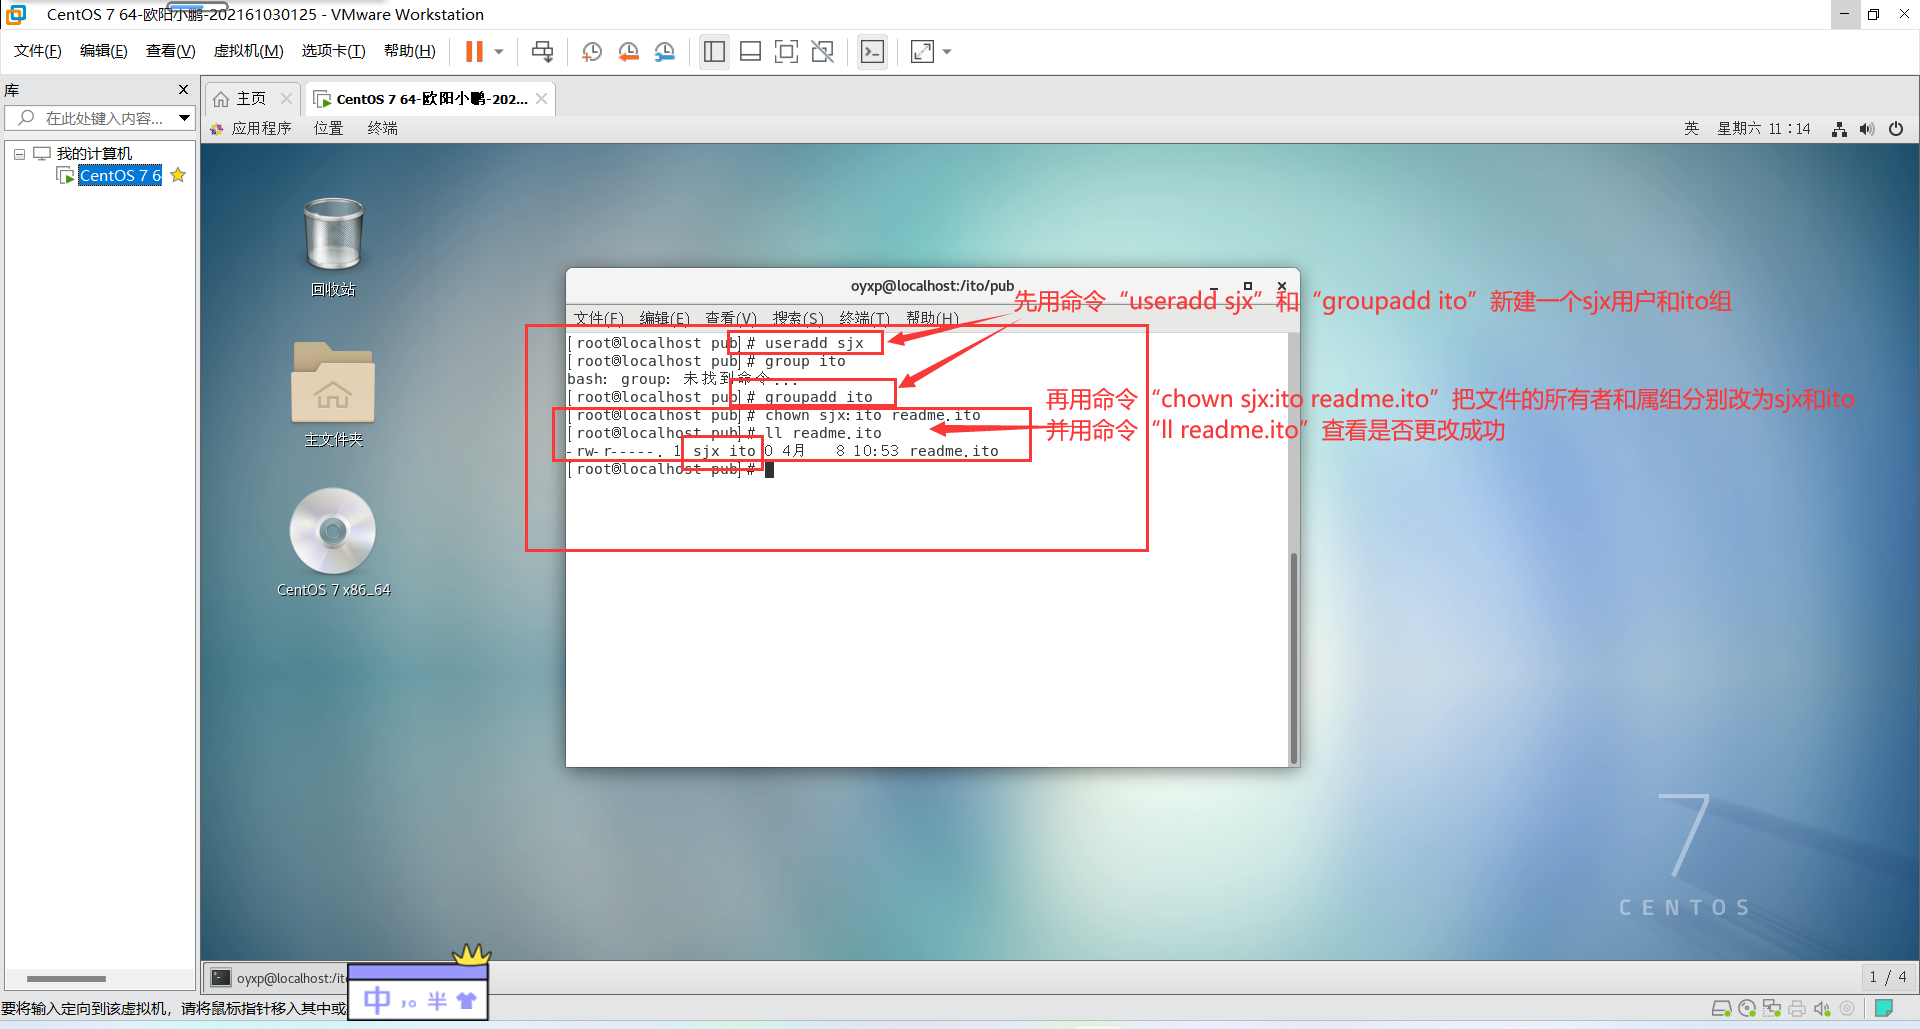 CentOS 7 64-欧阳小鹏-202161030125 - VMware Workstation
文件(F) 编辑(E) 查看(V) 虚拟机(M) 选项卡(T) 帮助(H)
库
在此处键入内容...
我的计算机
CentOS 7 6
主页
CentOS 7 64-欧阳小鹏-202...
应用程序 位置 终端
英 星期六 11：14
回收站
主文件夹
CentOS 7 x86_64
oyxp@localhost:/ito/pub
先用命令“useradd sjx”和“groupadd ito”新建一个sjx用户和ito组
文件(F) 编辑(E) 查看(V) 搜索(S) 终端(T) 帮助(H)
[root@localhost pub]# useradd sjx
[root@localhost pub]# group ito
bash: group: 未找到命令...
[root@localhost pub]# groupadd ito
[root@localhost pub]# chown sjx:ito readme.ito
[root@localhost pub]# ll readme.ito
-rw-r-----. 1 sjx ito 0 4月 8 10:53 readme.ito
[root@localhost pub]#
再用命令“chown sjx:ito readme.ito”把文件的所有者和属组分别改为sjx和ito
并用命令“ll readme.ito”查看是否更改成功
7
CENTOS
oyxp@localhost:/ito
1 / 4
中 ,。半
要将输入定向到该虚拟机，请将鼠标指针移入其中或